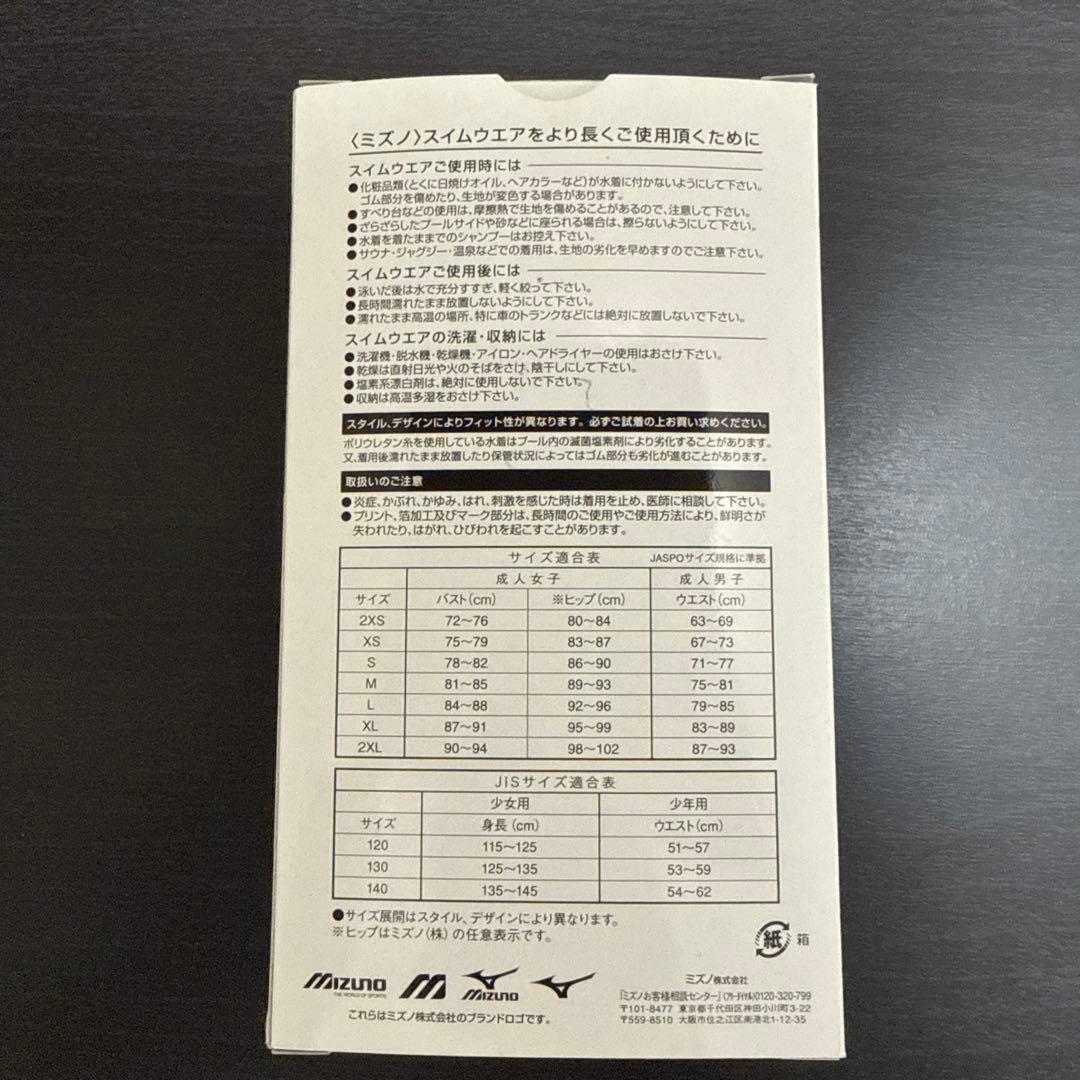 〈ミズノ〉スイムウエアをより長くご使用頂くために
スイムウエアご使用時には
●化粧品類(とくに日焼けオイル、ヘアカラーなど)が水着に付かないようにして下さい。
ゴム部分を傷めたり、生地が変色する場合があります。
●すべり台などの使用は、摩擦熱で生地を傷めることがあるので、注意して下さい。
●ざらざらしたプールサイドや砂などに座られる場合は、擦らないようにして下さい。
●水着を着たままでのシャンプーはお控え下さい。
●サウナ・ジャグジー・温泉などでの着用は、生地の劣化を早めますのでご注意下さい。
スイムウエアご使用後には
●泳いだ後は水で充分すすぎ、軽く絞って下さい。
●長時間濡れたまま放置しないようにして下さい。
●濡れたまま高温の場所、特に車のトランクなどには絶対に放置しないで下さい。
スイムウエアの洗濯・収納には
●洗濯機・脱水機・乾燥機・アイロン・ヘアドライヤーの使用はおさけ下さい。
●乾燥は直射日光や火のそばをさけ、陰干しにして下さい。
●塩素系漂白剤は、絶対に使用しないで下さい。
●収納は高温多湿をおさけ下さい。
スタイル、デザインによりフィット性が異なります。必ずご試着の上お買い求めください。
ポリウレタン糸を使用している水着はプール内の滅菌塩素剤により劣化することがあります。
又、着用後濡れたまま放置したり保管状況によってはゴム部分も劣化が進むことがあります。
取扱いのご注意
●炎症、かぶれ、かゆみ、はれ、刺激を感じた時は着用を止め、医師に相談して下さい。
●プリント、箔加工及びマーク部分は、長時間のご使用やご使用方法により、鮮明さが
失われたり、はがれ、ひびわれを起こすことがあります。
サイズ適合表 JASPOサイズ規格に準拠
成人女子 成人男子
サイズ バスト(cm) ※ヒップ(cm) ウエスト(cm)
2XS 72〜76 80〜84 63〜69
XS 75〜79 83〜87 67〜73
S 78〜82 86〜90 71〜77
M 81〜85 89〜93 75〜81
L 84〜88 92〜96 79〜85
XL 87〜91 95〜99 83〜89
2XL 90〜94 98〜102 87〜93
JISサイズ適合表
少女用 少年用
サイズ 身長(cm) ウエスト(cm)
120 115〜125 51〜57
130 125〜135 53〜59
140 135〜145 54〜62
●サイズ展開はスタイル、デザインにより異なります。
※ヒップはミズノ(株)の任意表示です。
紙 箱
MIZUNO
THE WORLD OF SPORTS
MIZUNO
これらはミズノ株式会社のブランドロゴです。
ミズノ株式会社
「ミズノお客様相談センター」(フリーダイヤル)0120-320-799
〒101-8477 東京都千代田区神田小川町3-22
〒559-8510 大阪市住之江区南港北1-12-35